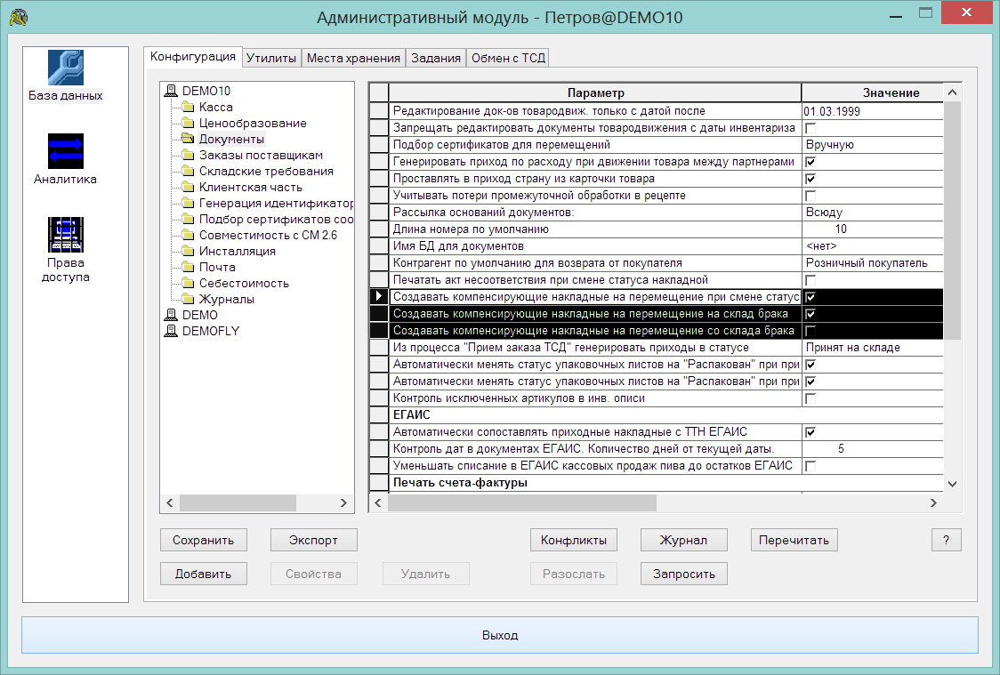 Административный модуль - Петров@DEMO10
База данных
Аналитика
Права
доступа
Конфигурация
Утилиты
Места хранения
Задания
Обмен с ТСД
DEMO10
Касса
Ценообразование
Документы
Заказы поставщикам
Складские требования
Клиентская часть
Генерация идентификатор
Подбор сертификатов соо
Совместимость с СМ 2.6
Инсталляция
Почта
Себестоимость
Журналы
DEMO
DEMOFLY
Параметр Значение
Редактирование док-ов товародвиж. только с датой после 01.03.1999
Запрещать редактировать документы товародвижения с даты инвентариза
Подбор сертификатов для перемещений Вручную
Генерировать приход по расходу при движении товара между партнерами
Проставлять в приход страну из карточки товара
Учитывать потери промежуточной обработки в рецепте
Рассылка оснований документов: Всюду
Длина номера по умолчанию 10
Имя БД для документов <нет>
Контрагент по умолчанию для возврата от покупателя Розничный покупатель
Печатать акт несоответствия при смене статуса накладной
Создавать компенсирующие накладные на перемещение при смене статус
Создавать компенсирующие накладные на перемещение на склад брака
Создавать компенсирующие накладные на перемещение со склада брака
Из процесса "Прием заказа ТСД" генерировать приходы в статусе Принят на складе
Автоматически менять статус упаковочных листов на "Распакован" при при
Автоматически менять статус упаковочных листов на "Распакован" при при
Контроль исключенных артикулов в инв. описи
ЕГАИС
Автоматически сопоставлять приходные накладные с ТТН ЕГАИС
Контроль дат в документах ЕГАИС. Количество дней от текущей даты. 5
Уменьшать списание в ЕГАИС кассовых продаж пива до остатков ЕГАИС
Печать счета-фактуры
Сохранить Экспорт Конфликты Журнал Перечитать ?
Добавить Свойства Удалить Разослать Запросить
Выход